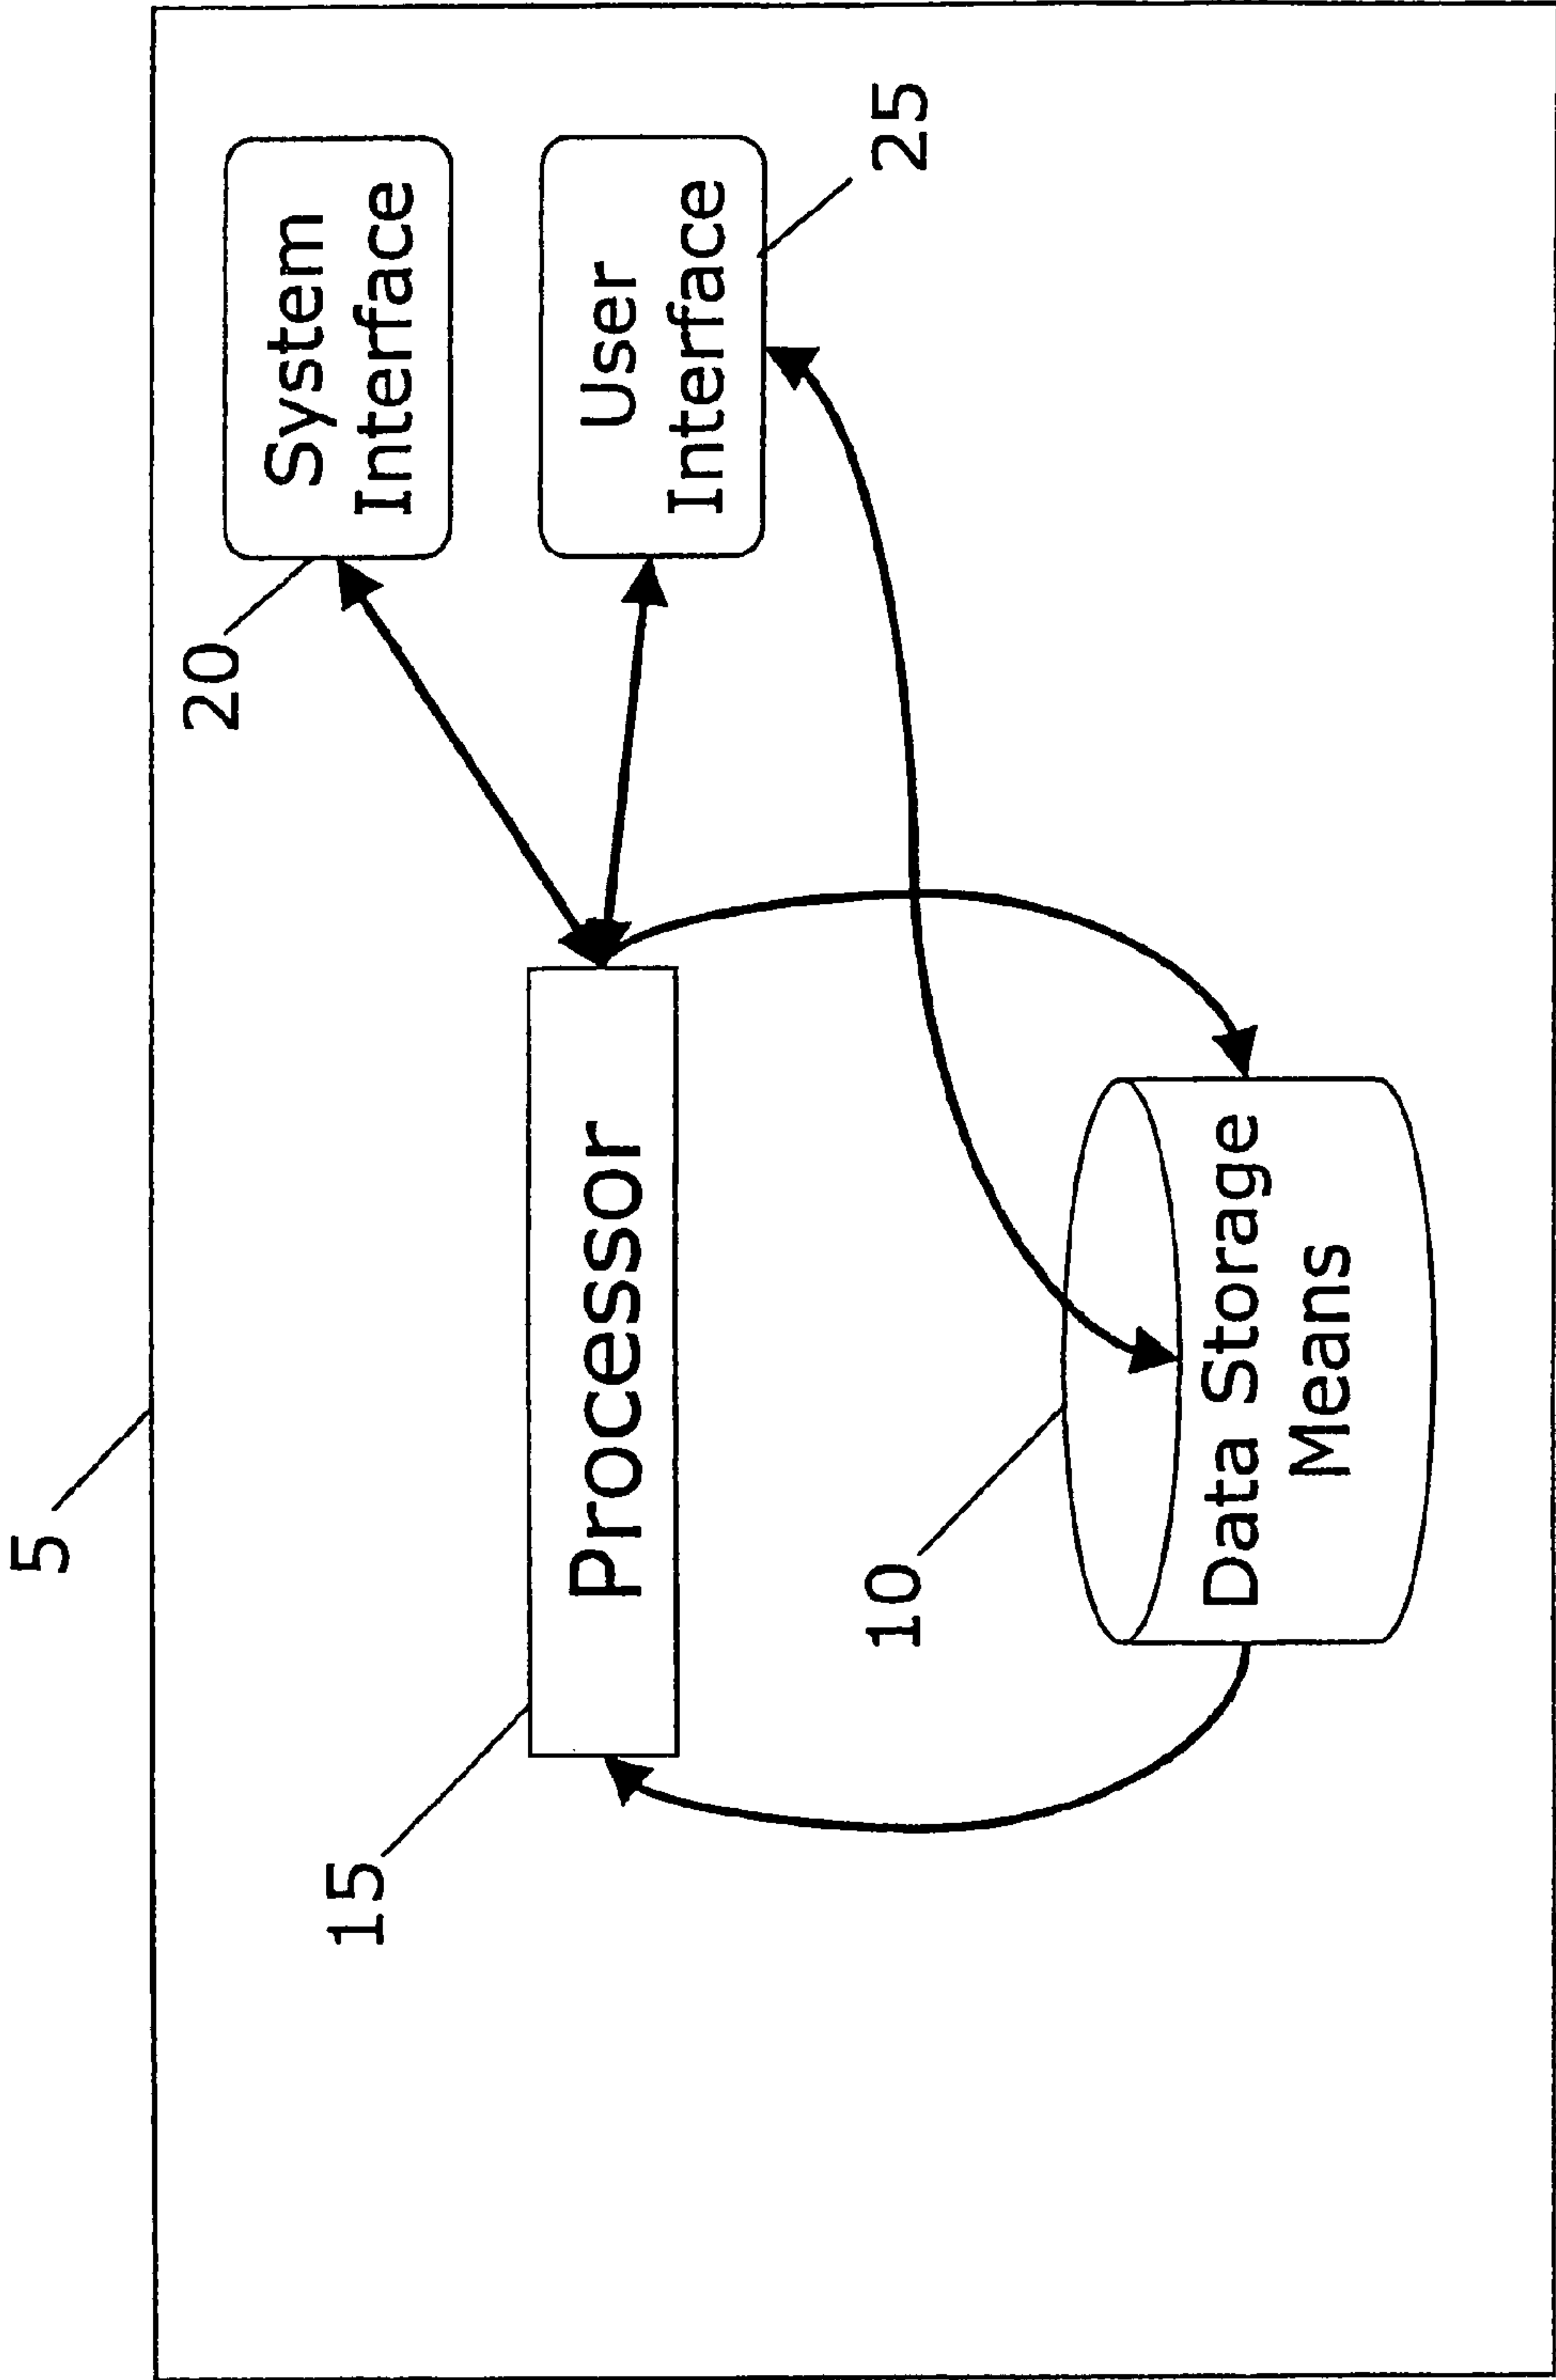 5
15
Processor
20
System
Interface
User
Interface
25
10
Data Storage
Means